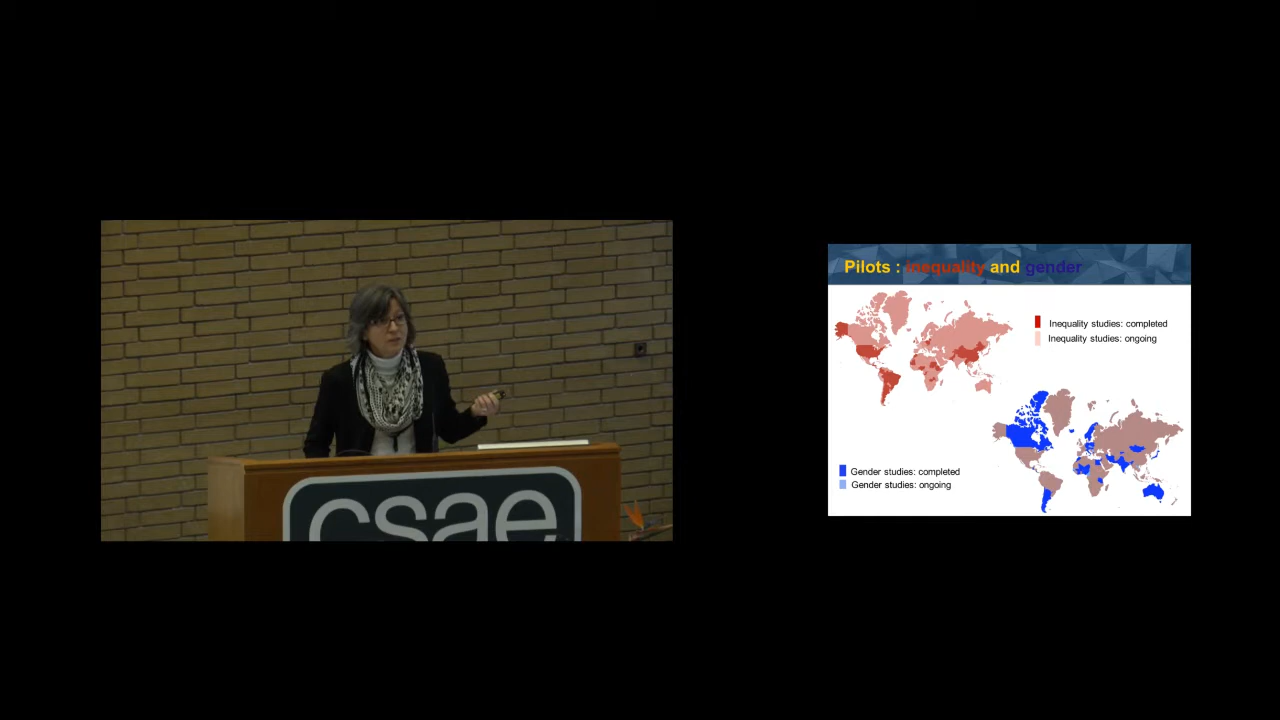 csae
Pilots : inequality and gender
Inequality studies: completed
Inequality studies: ongoing
Gender studies: completed
Gender studies: ongoing